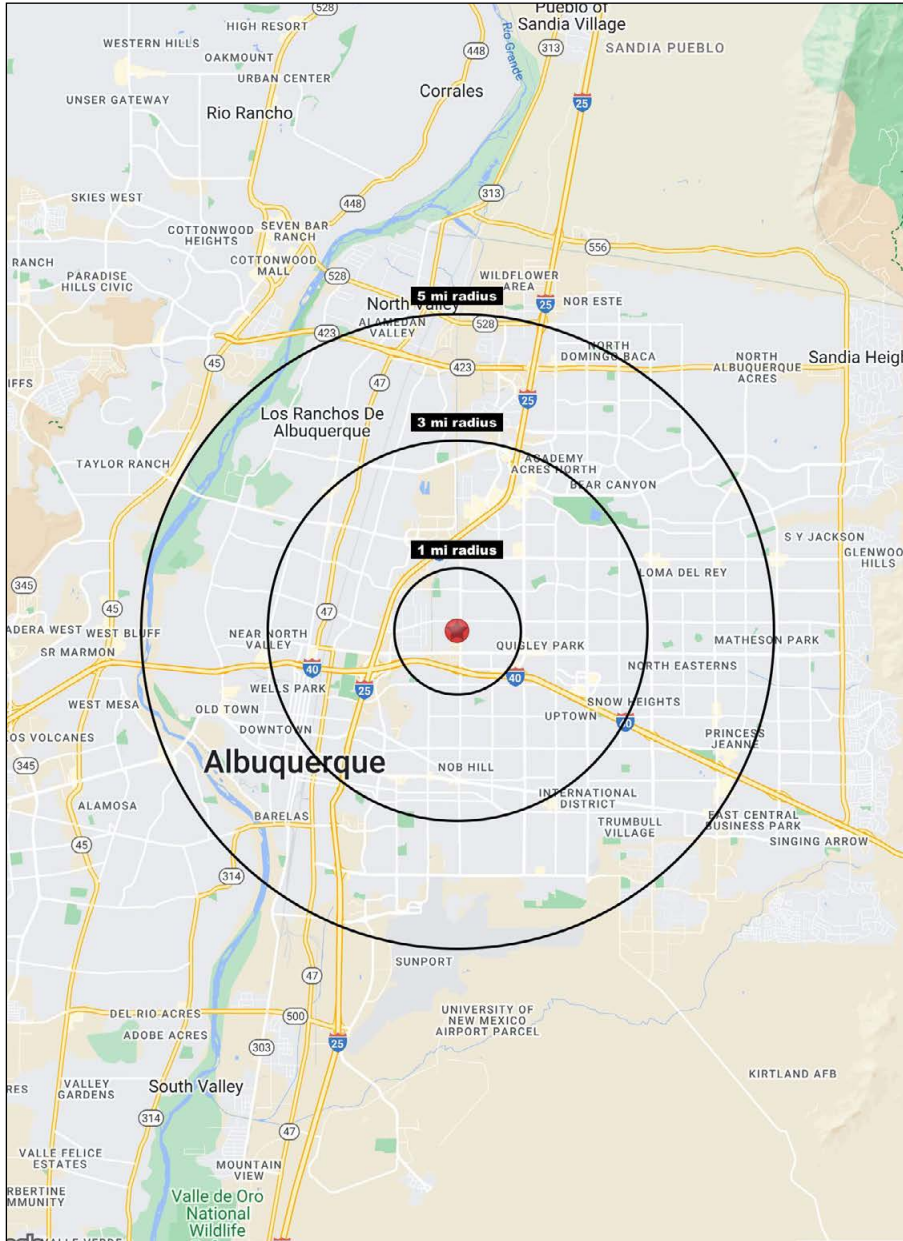 528
Pueblo of
Sandia Village
HIGH RESORT
313
SANDIA PUEBLO
WESTERN HILLS
OAKMOUNT
448
Rio Grande
URBAN CENTER
Corrales
UNSER GATEWAY
25
Rio Rancho
SKIES WEST
313
448
COTTONWOOD
HEIGHTS
SEVEN BAR
RANCH
556
RANCH
COTTONWOOD
MALL
PARADISE
HILLS CIVIC
528
WILDFLOWER
AREA
North Valley
5 mi radius
25
NOR ESTE
ALAMEDAN
VALLEY
528
423
NORTH
DOMINGO BACA
45
423
NORTH
ALBUQUERQUE
ACRES
Sandia Heigh
IFFS
47
25
Los Ranchos De
Albuquerque
3 mi radius
TAYLOR RANCH
ACADEMY
ACRES NORTH
BEAR CANYON
S Y JACKSON
1 mi radius
GLENWOO
HILLS
345
LOMA DEL REY
45
47
ADERA WEST
WEST BLUFF
NEAR NORTH
VALLEY
QUIGLEY PARK
MATHESON PARK
SR MARMON
40
NORTH EASTERNS
40
WELLS PARK
25
WEST MESA
OLD TOWN
SNOW HEIGHTS
UPTOWN
40
OS VOLCANES
DOWNTOWN
PRINCESS
JEANNE
345
Albuquerque
NOB HILL
ALAMOSA
INTERNATIONAL
DISTRICT
BARELAS
TRUMBULL
VILLAGE
EAST CENTRAL
BUSINESS PARK
45
SINGING ARROW
314
SUNPORT
47
DEL RIO ACRES
500
UNIVERSITY OF
NEW MEXICO
AIRPORT PARCEL
ADOBE ACRES
303
25
RES
VALLEY
GARDENS
South Valley
KIRTLAND AFB
314
47
VALLE FELICE
ESTATES
MOUNTAIN
VIEW
RBERTINE
MMUNITY
Valle de Oro
National
Wildlife